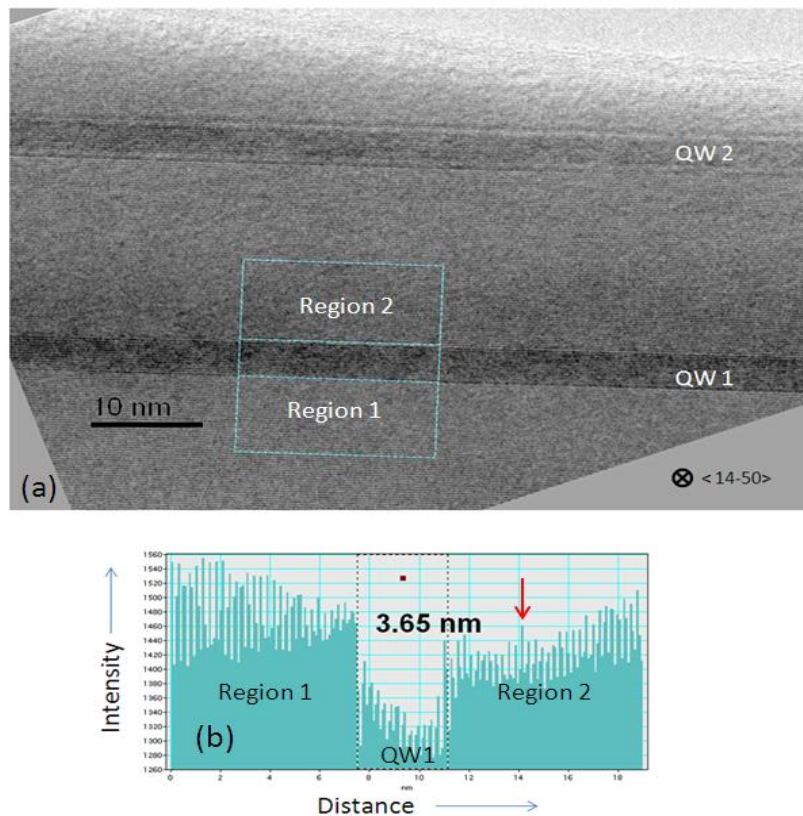 QW 2
Region 2
QW 1
Region 1
10 nm
(a)
< 14-50>
Intensity
1560
1540
1520
1500
1480
1460
1440
1420
1400
1380
1360
1340
1320
1300
1280
1260
3.65 nm
Region 1
Region 2
(b)
QW1
0 2 4 6 8 10 12 14 16 18
nm
Distance